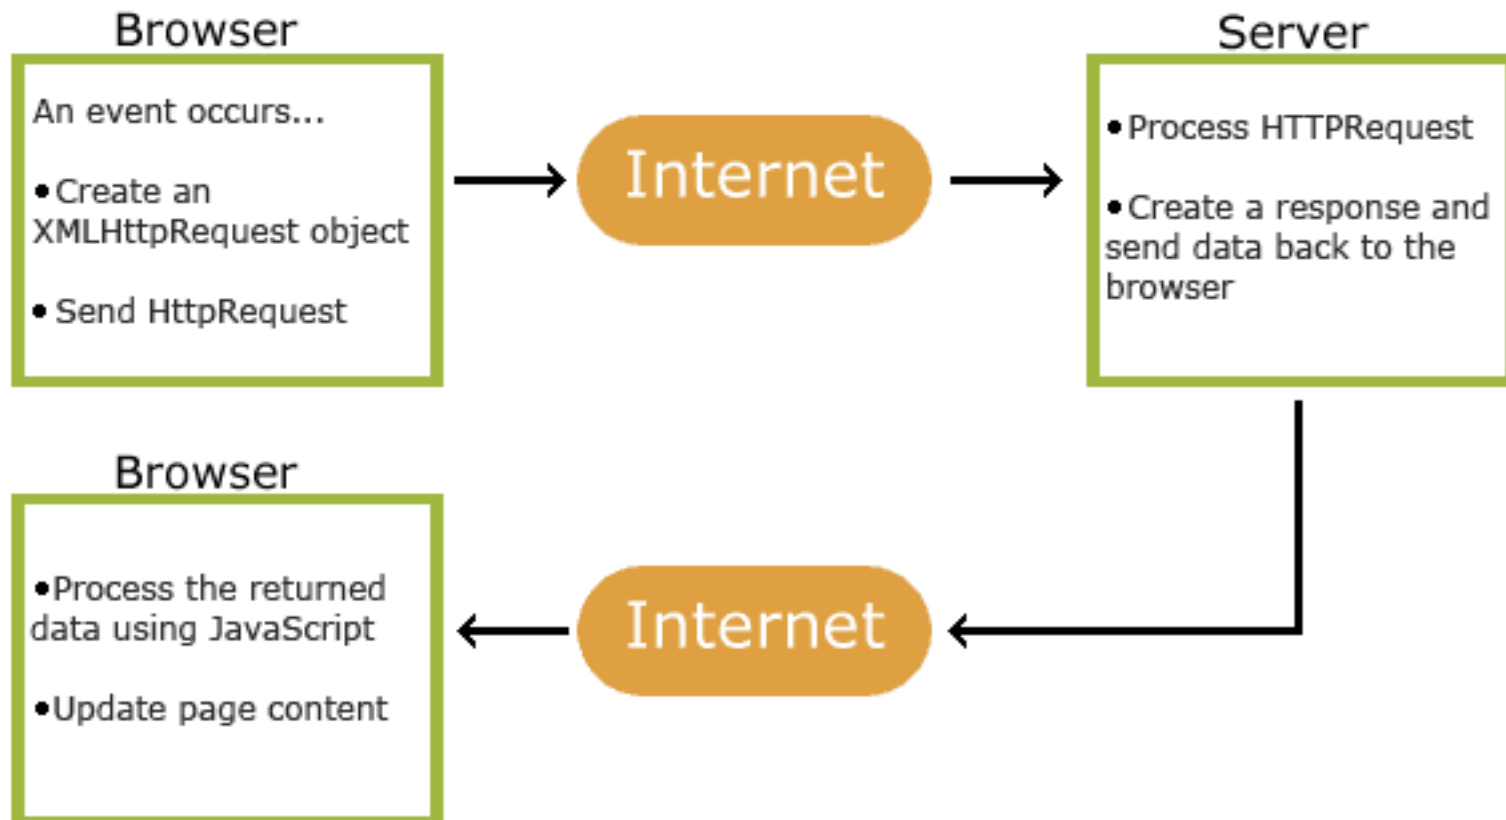 Browser
An event occurs...
•Create an
XMLHttpRequest object
• Send HttpRequest
Internet
Server
•Process HTTPRequest
•Create a response and
send data back to the
browser
Browser
•Process the returned
data using JavaScript
•Update page content
Internet